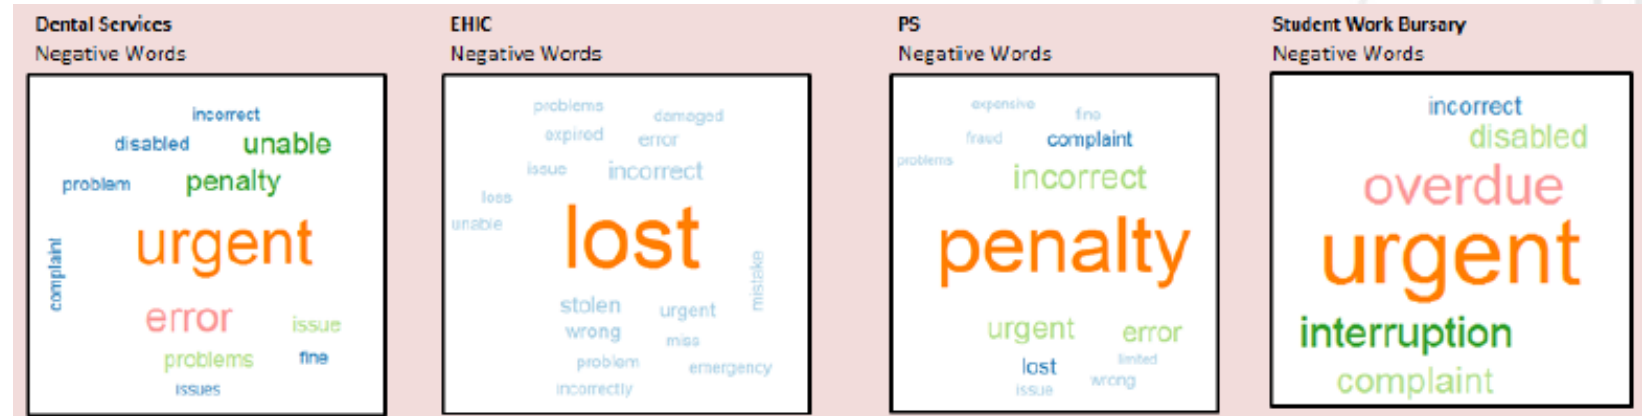 Dental Services
Negative Words
incorrect
disabled
unable
problem
penalty
urgent
complaint
error
issue
problems
fine
issues
EHIC
Negative Words
problems
damaged
expired
error
issue
incorrect
loss
unable
lost
mistake
stolen
urgent
wrong
miss
problem
emergency
incorrectly
PS
Negative Words
expensive
fine
fraud
complaint
problems
incorrect
penalty
urgent
error
lost
limited
issue
wrong
Student Work Bursary
Negative Words
incorrect
disabled
overdue
urgent
interruption
complaint